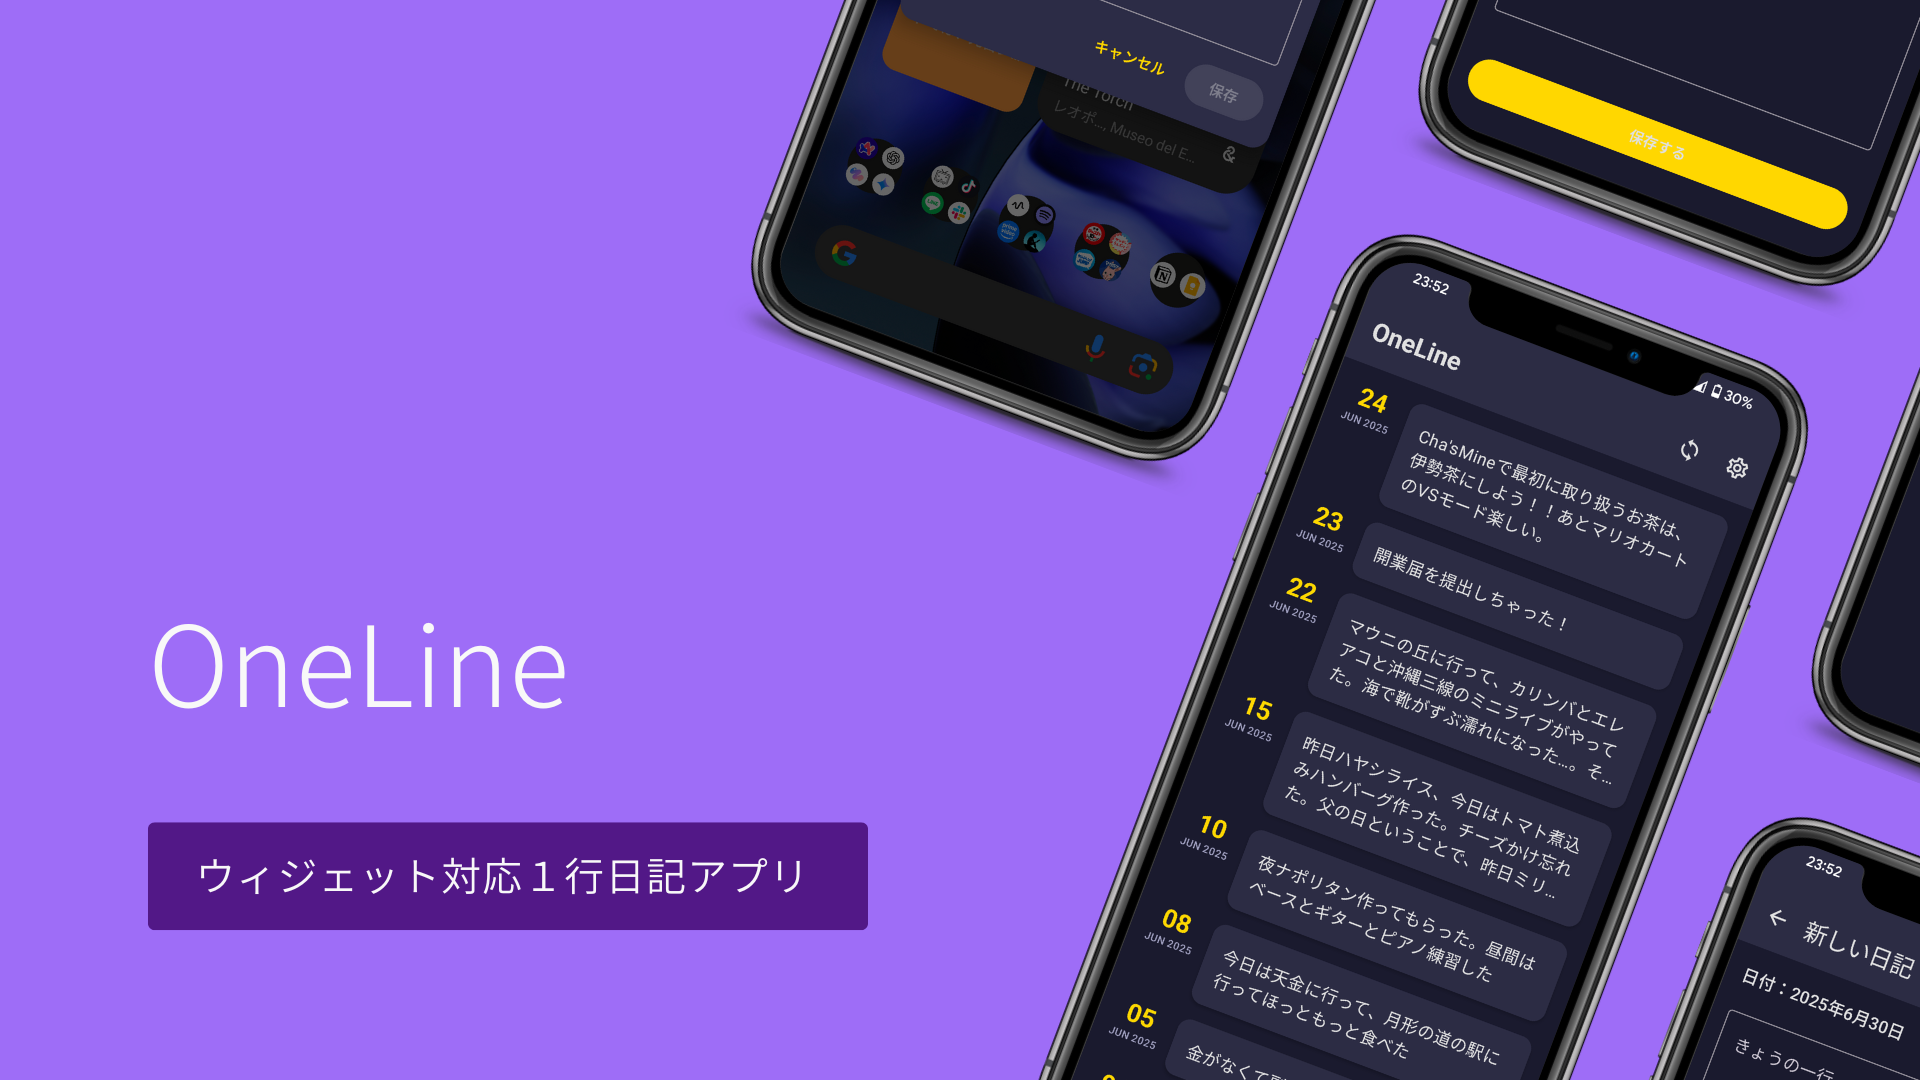 キャンセル
保存
The Torch
レオポ..., Museo del E...
保存する
23:52
30%
OneLine
24
JUN 2025
Cha'sMineで最初に取り扱うお茶は、
伊勢茶にしよう！！あとマリオカート
のVSモード楽しい。
23
JUN 2025
開業届を提出しちゃった！
22
JUN 2025
マウニの丘に行って、カリンバとエレ
アコと沖縄三線のミニライブがやって
た。海で靴がずぶ濡れになった...。そ...
15
JUN 2025
昨日ハヤシライス、今日はトマト煮込
みハンバーグ作った。チーズかけ忘れ
た。父の日ということで、昨日ミリ...
10
JUN 2025
夜ナポリタン作ってもらった。昼間は
ベースとギターとピアノ練習した
08
JUN 2025
今日は天金に行って、月形の道の駅に
行ってほっともっと食べた
05
JUN 2025
金がなくて
OneLine
ウィジェット対応１行日記アプリ
23:52
新しい日記
日付：2025年6月30日
きょうの一行